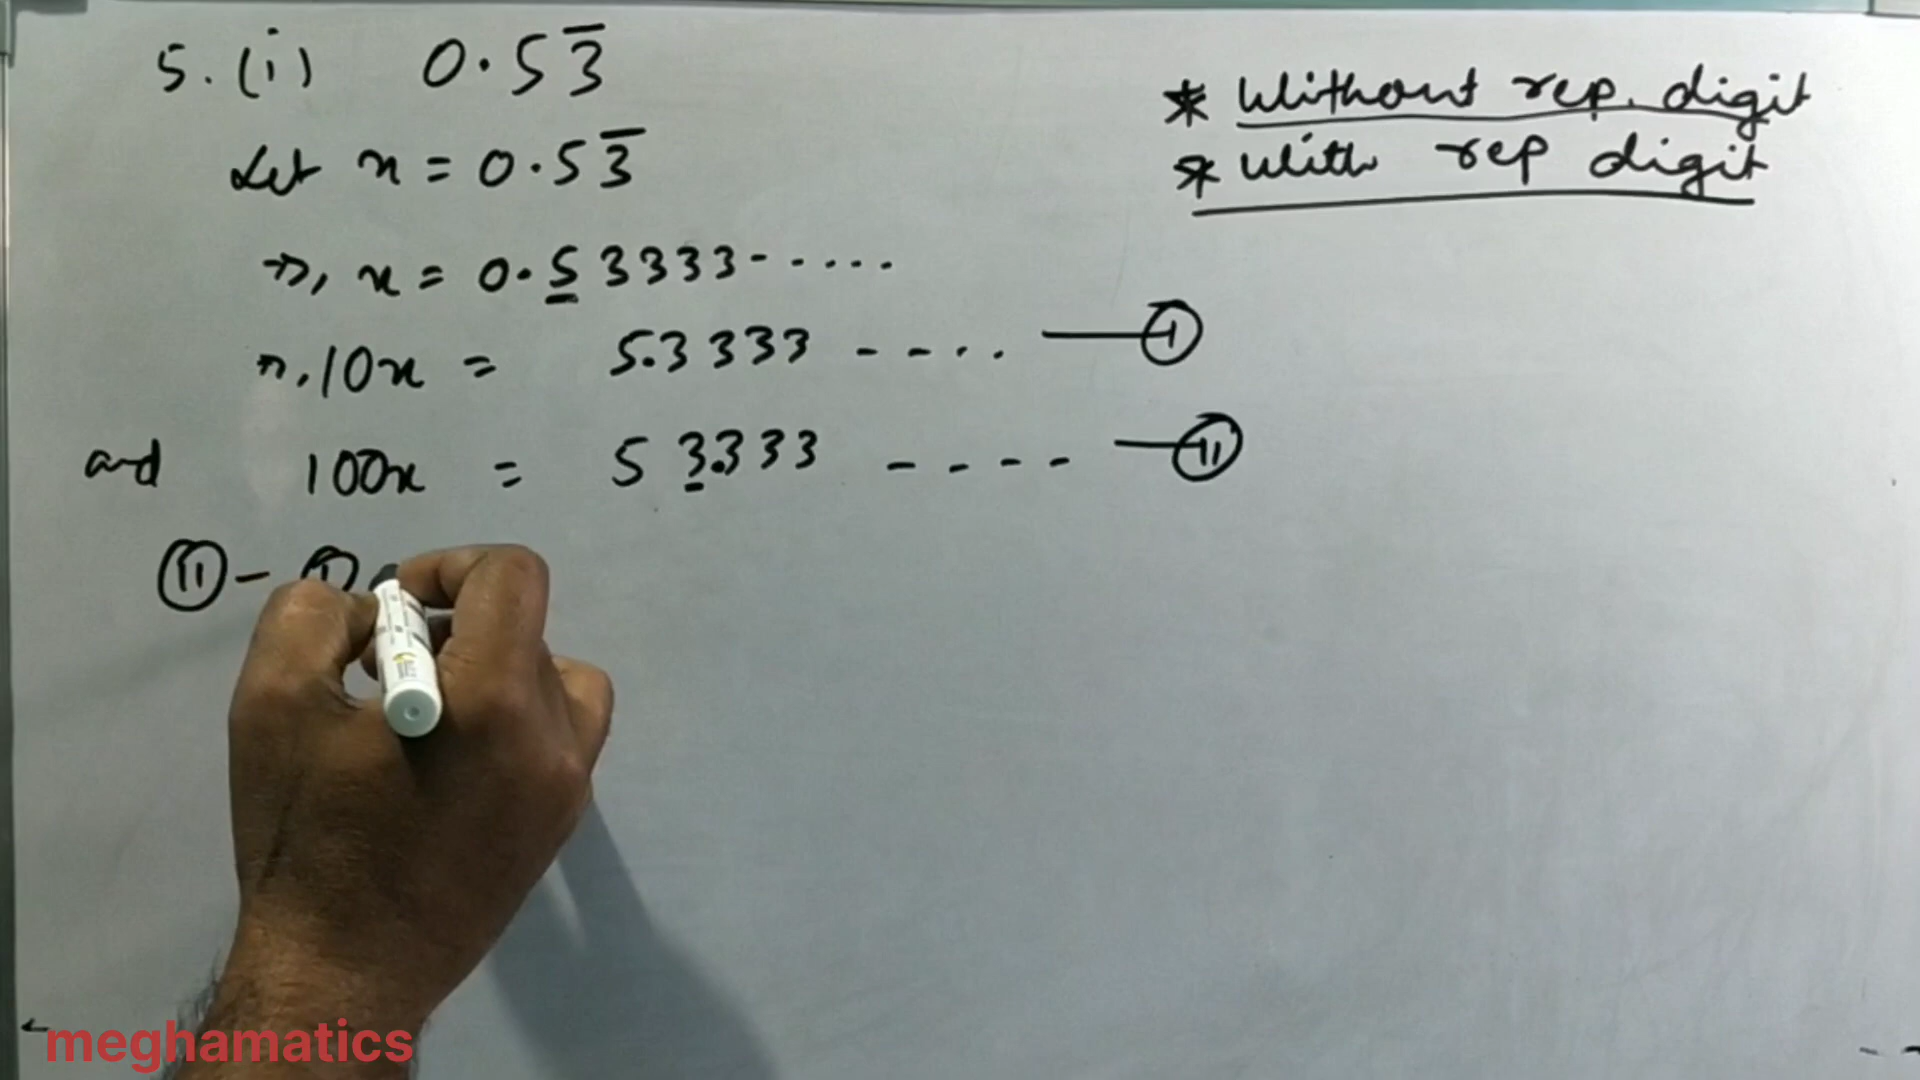 5. (i) 0.53̅
Let x = 0.53̅
⇒, x = 0.53333-.....
⇒, 10x = 5.3333 ---.. —— (I)
and 100x = 53.333 ---- —— (II)
(II) - (I)
* Without rep. digit
* With rep digit
meghamatics